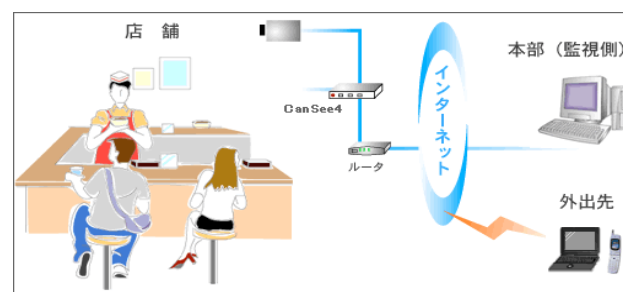 店 舗
CanSee4
ルータ
インターネット
本部（監視側）
外出先